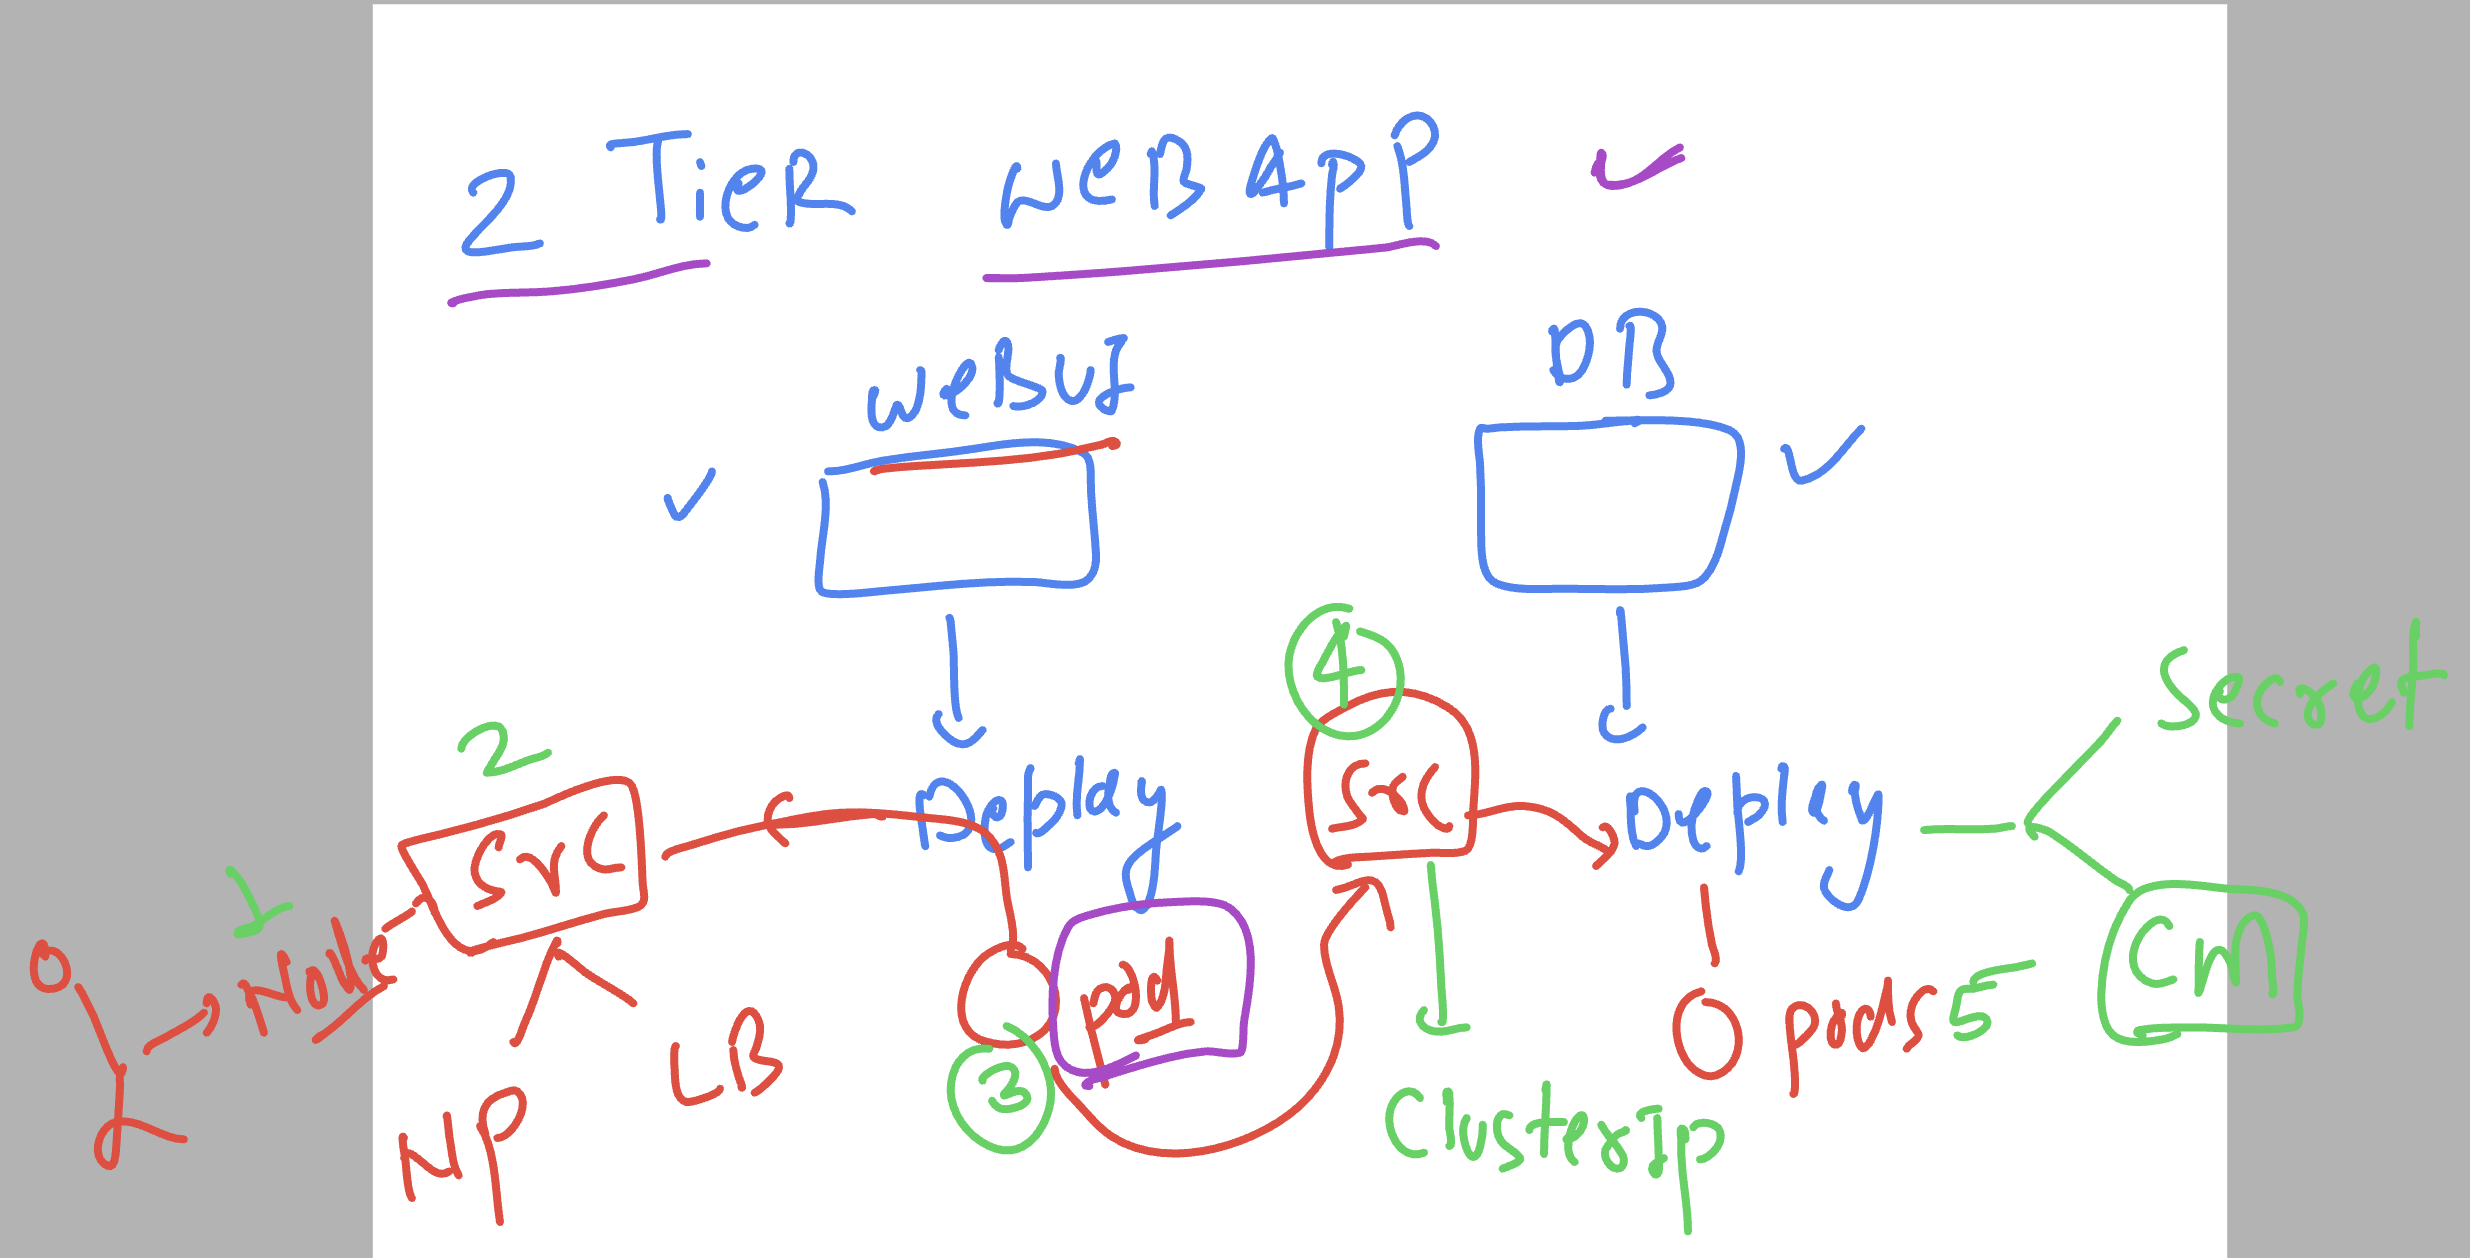 2 Tier WEB APP
WEBUI
DB
4
Secret
2
SVC
Deploy
SVC
Deploy
1
Node
pod
CM
5
pods
3
LB
NP
ClusterIP